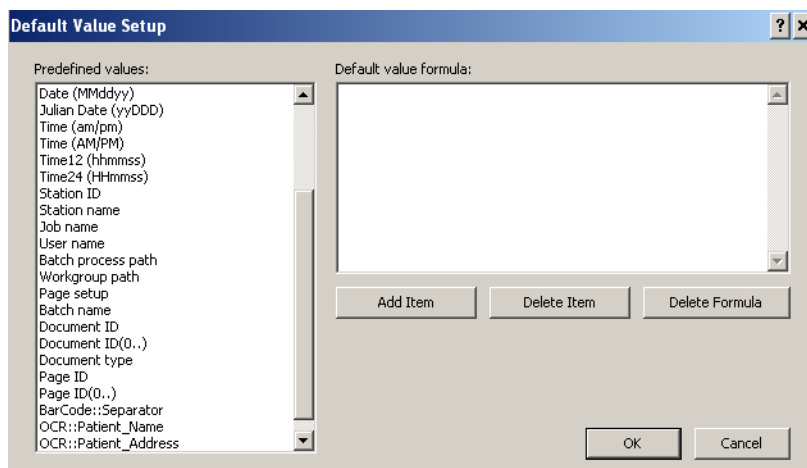 Default Value Setup
Predefined values:
Date (MMddyy)
Julian Date (yyDDD)
Time (am/pm)
Time (AM/PM)
Time12 (hhmmss)
Time24 (HHmmss)
Station ID
Station name
Job name
User name
Batch process path
Workgroup path
Page setup
Batch name
Document ID
Document ID(0..)
Document type
Page ID
Page ID(0..)
BarCode::Separator
OCR::Patient_Name
OCR::Patient_Address
Default value formula:
Add Item
Delete Item
Delete Formula
OK
Cancel